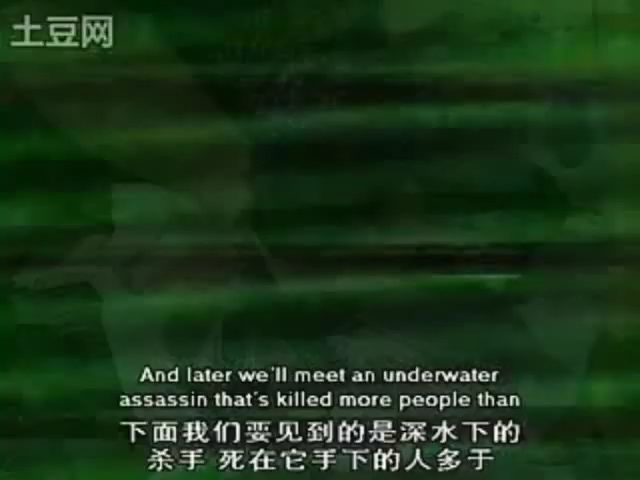 土豆网
And later we'll meet an underwater
assassin that's killed more people than
下面我们要见到的是深水下的
杀手 死在它手下的人多于